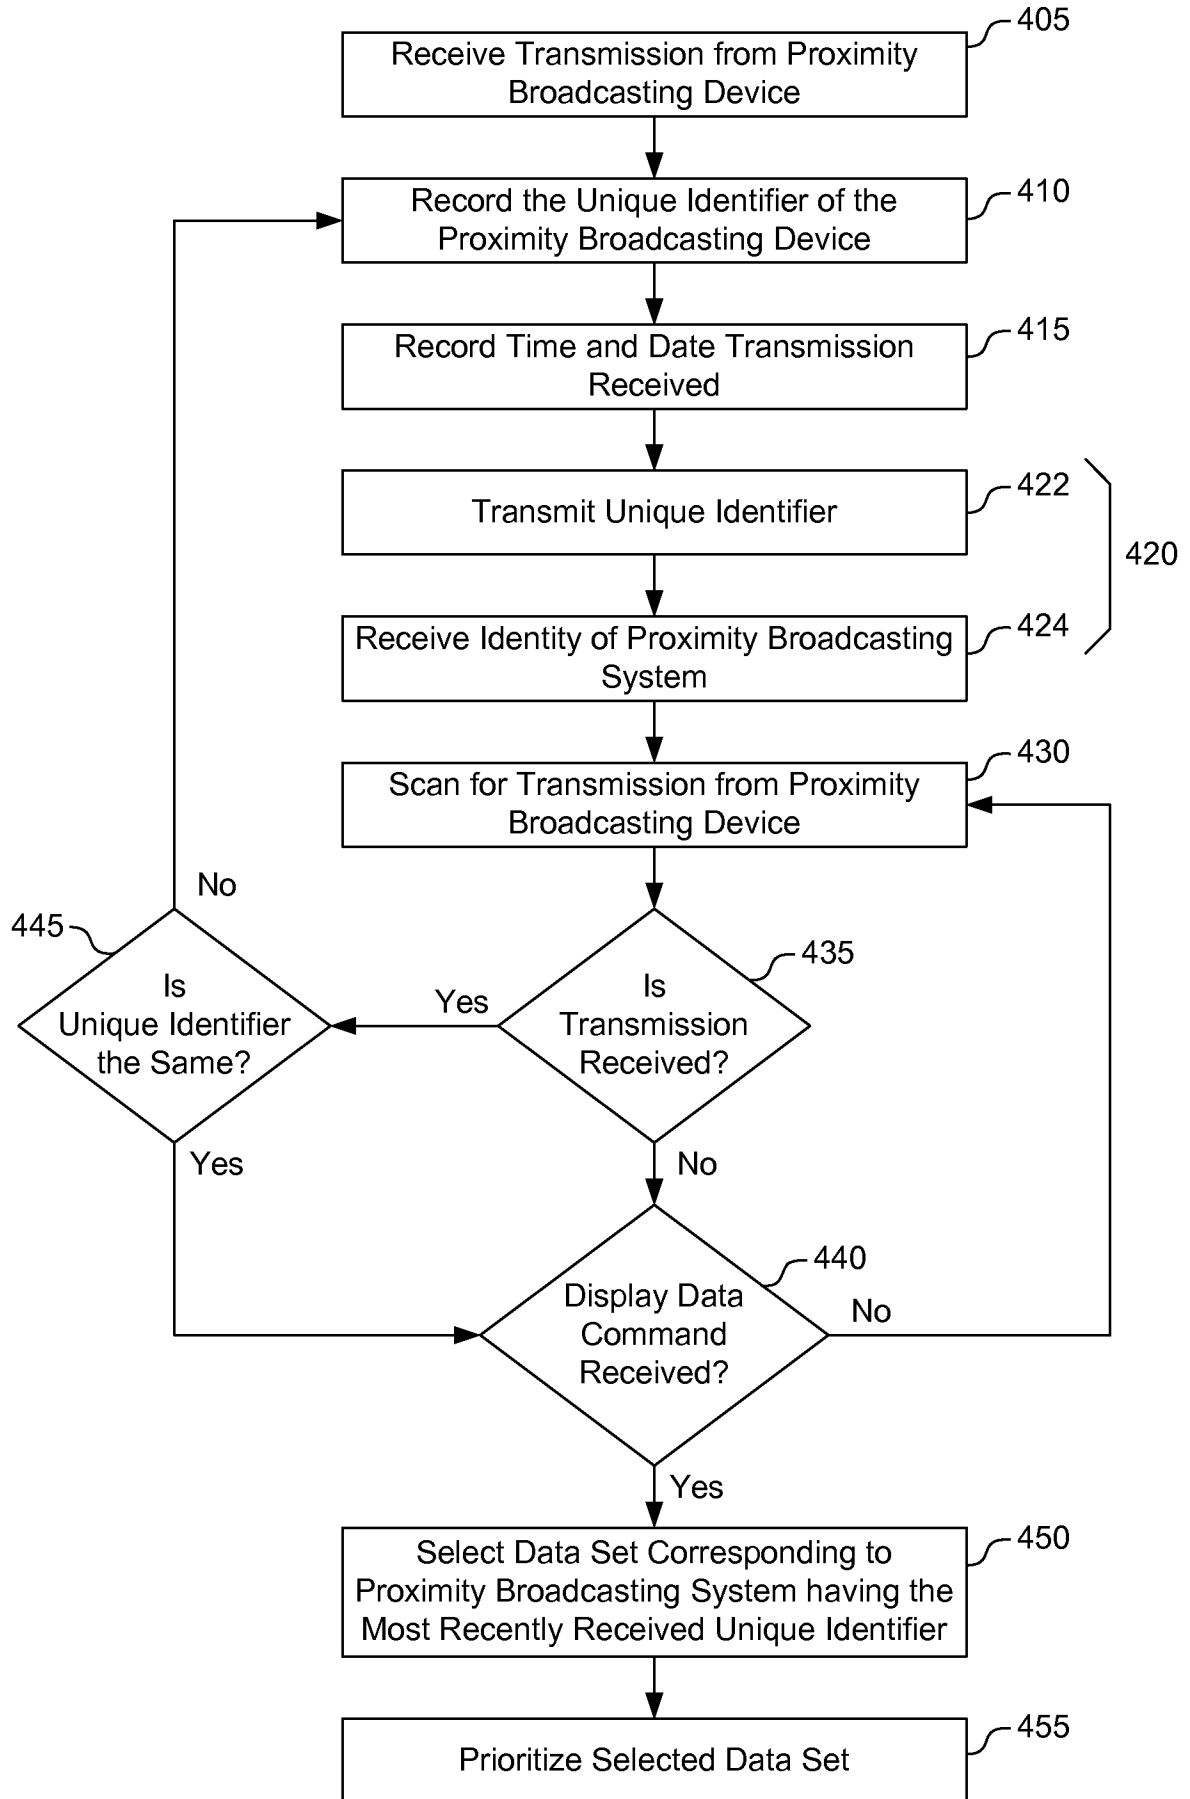 405
Receive Transmission from Proximity
Broadcasting Device
410
Record the Unique Identifier of the
Proximity Broadcasting Device
415
Record Time and Date Transmission
Received
422
Transmit Unique Identifier
420
424
Receive Identity of Proximity Broadcasting
System
430
Scan for Transmission from Proximity
Broadcasting Device
No
445
Is
Unique Identifier
the Same?
Yes
435
Is
Transmission
Received?
Yes
No
440
Display Data
Command
Received?
No
Yes
450
Select Data Set Corresponding to
Proximity Broadcasting System having the
Most Recently Received Unique Identifier
455
Prioritize Selected Data Set